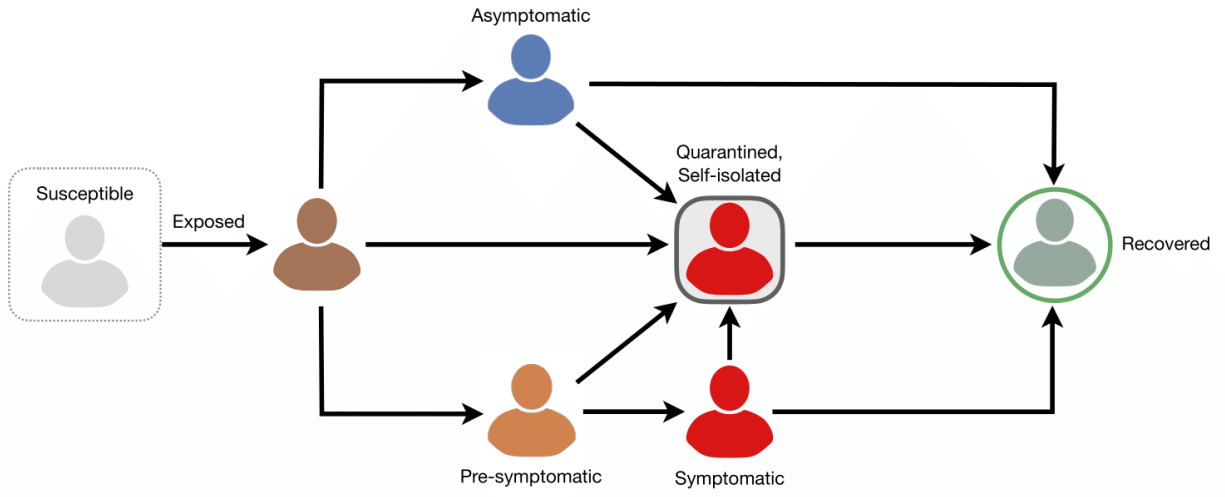 Asymptomatic
Quarantined,
Self-isolated
Susceptible
Exposed
Recovered
Pre-symptomatic
Symptomatic